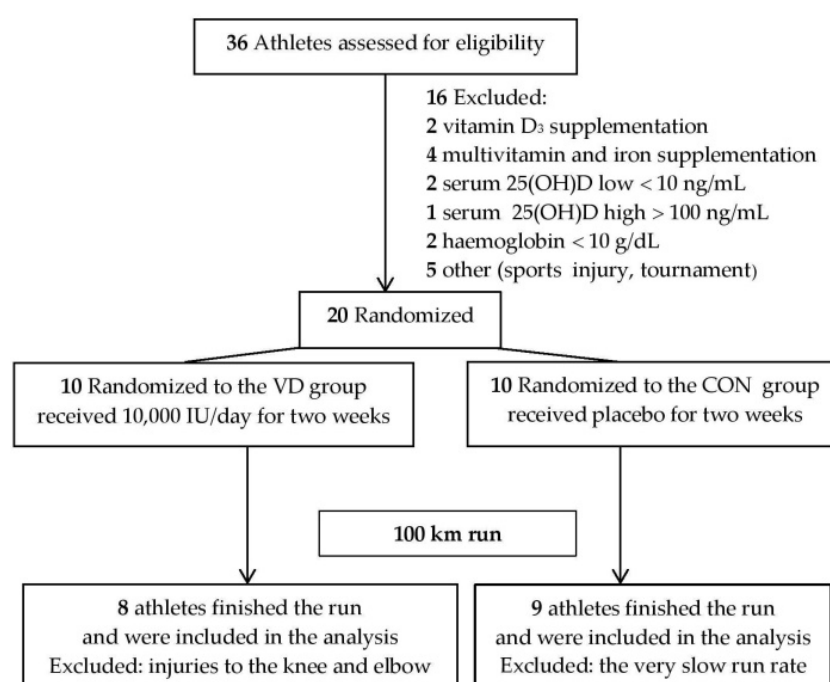 36 Athletes assessed for eligibility
16 Excluded:
2 vitamin D₃ supplementation
4 multivitamin and iron supplementation
2 serum 25(OH)D low < 10 ng/mL
1 serum 25(OH)D high > 100 ng/mL
2 haemoglobin < 10 g/dL
5 other (sports injury, tournament)
20 Randomized
10 Randomized to the VD group
received 10,000 IU/day for two weeks
10 Randomized to the CON group
received placebo for two weeks
100 km run
8 athletes finished the run
and were included in the analysis
Excluded: injuries to the knee and elbow
9 athletes finished the run
and were included in the analysis
Excluded: the very slow run rate